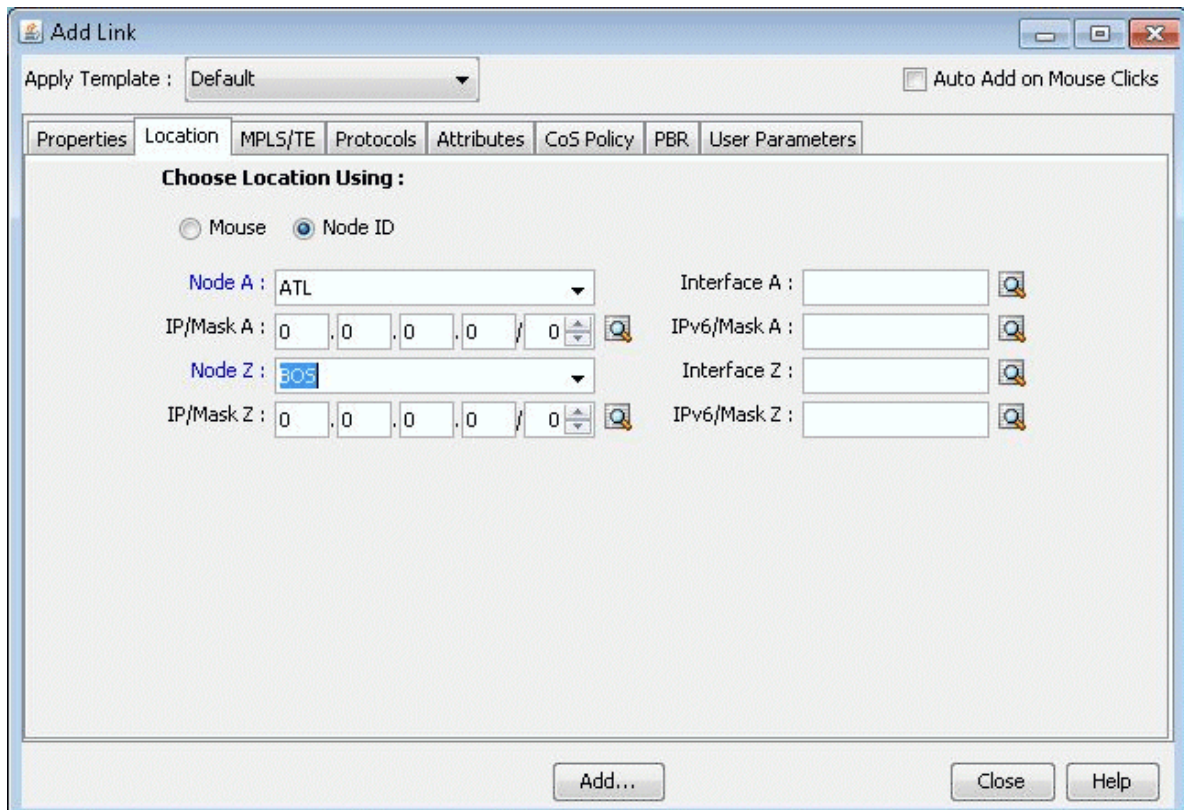 Add Link
Apply Template : Default Auto Add on Mouse Clicks
Properties Location MPLS/TE Protocols Attributes CoS Policy PBR User Parameters
Choose Location Using :
Mouse Node ID
Node A : ATL Interface A :
IP/Mask A : 0 .0 .0 .0 / 0 IPv6/Mask A :
Node Z : BOS Interface Z :
IP/Mask Z : 0 .0 .0 .0 / 0 IPv6/Mask Z :
Add... Close Help